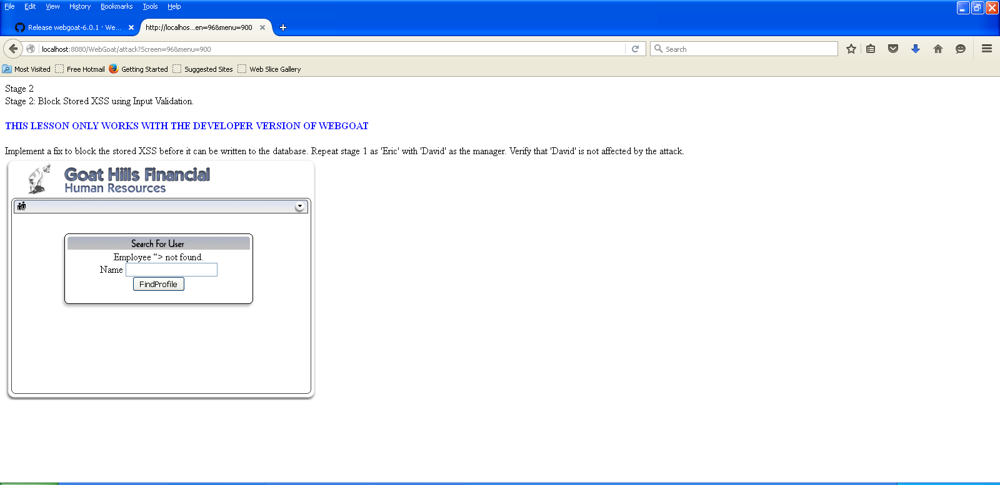 File Edit View History Bookmarks Tools Help
Release webgoat-6.0.1 · We... × http://localhos...en=96&menu=900 × +
localhost:8080/WebGoat/attack?Screen=96&menu=900 Search
Most Visited Free Hotmail Getting Started Suggested Sites Web Slice Gallery
Stage 2
Stage 2: Block Stored XSS using Input Validation.
THIS LESSON ONLY WORKS WITH THE DEVELOPER VERSION OF WEBGOAT
Implement a fix to block the stored XSS before it can be written to the database. Repeat stage 1 as 'Eric' with 'David' as the manager. Verify that 'David' is not affected by the attack.
Goat Hills Financial
Human Resources
Search For User
Employee “> not found.
Name
FindProfile